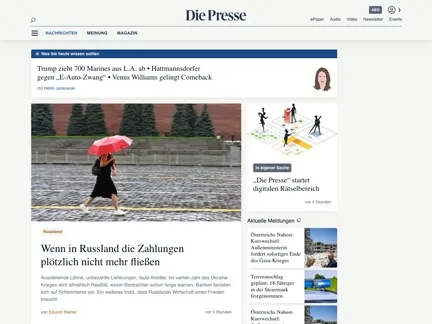 Die Presse
ABO
ePaper Audio Video Newsletter Events
NACHRICHTEN MEINUNG MAGAZIN
Was Sie heute wissen sollten
Trump zieht 700 Marines aus L.A. ab • Hattmannsdorfer
gegen „E-Auto-Zwang“ • Venus Williams gelingt Comeback
mit Helen Jankowski
In eigener Sache
„Die Presse“ startet
digitalen Rätselbereich
vor 4 Stunden
Russland
Wenn in Russland die Zahlungen
plötzlich nicht mehr fließen
Ausstehende Löhne, unbezahlte Lieferungen, faule Kredite: Im vierten Jahr des Ukraine-
Krieges wird allmählich Realität, wovor Beobachter schon lange warnen. Banken bereiten
sich auf Schlimmeres vor. Ein weiteres Indiz, dass Russlands Wirtschaft einen Frieden
braucht.
von Eduard Steiner
vor 3 Stunden
Aktuelle Meldungen
Österreichs Nahost-
Kurswechsel:
Außenministerin
fordert sofortiges Ende
des Gaza-Krieges
Terroranschlag
geplant: 18-Jähriger
in der Steiermark
festgenommen
Österreichs Nahost-
Kurswechsel: